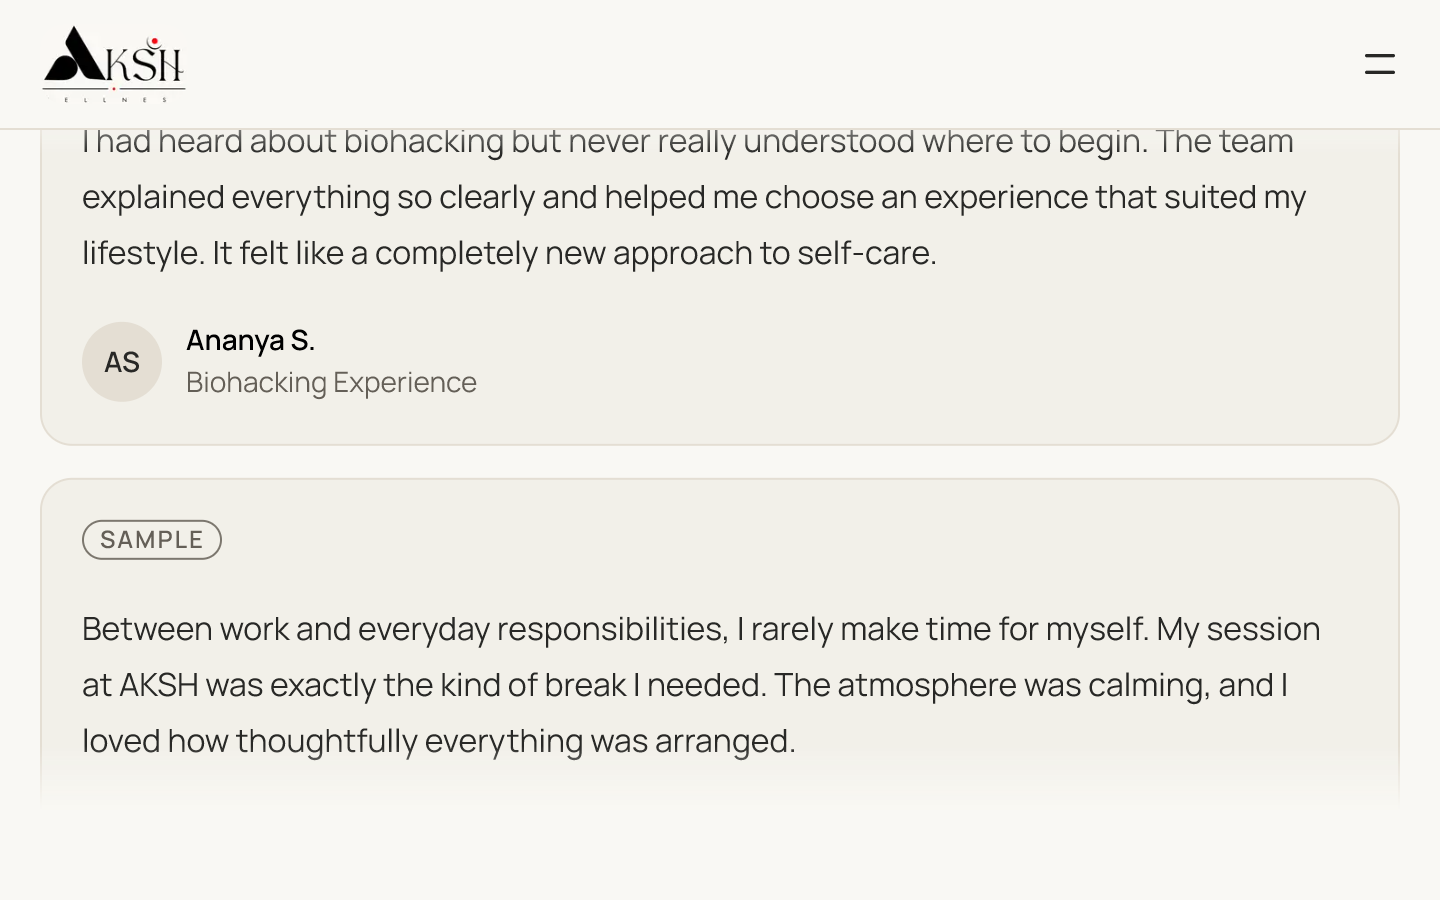 AKSH
ELLNES
I had heard about biohacking but never really understood where to begin. The team
explained everything so clearly and helped me choose an experience that suited my
lifestyle. It felt like a completely new approach to self-care.
AS
Ananya S.
Biohacking Experience
SAMPLE
Between work and everyday responsibilities, I rarely make time for myself. My session
at AKSH was exactly the kind of break I needed. The atmosphere was calming, and I
loved how thoughtfully everything was arranged.